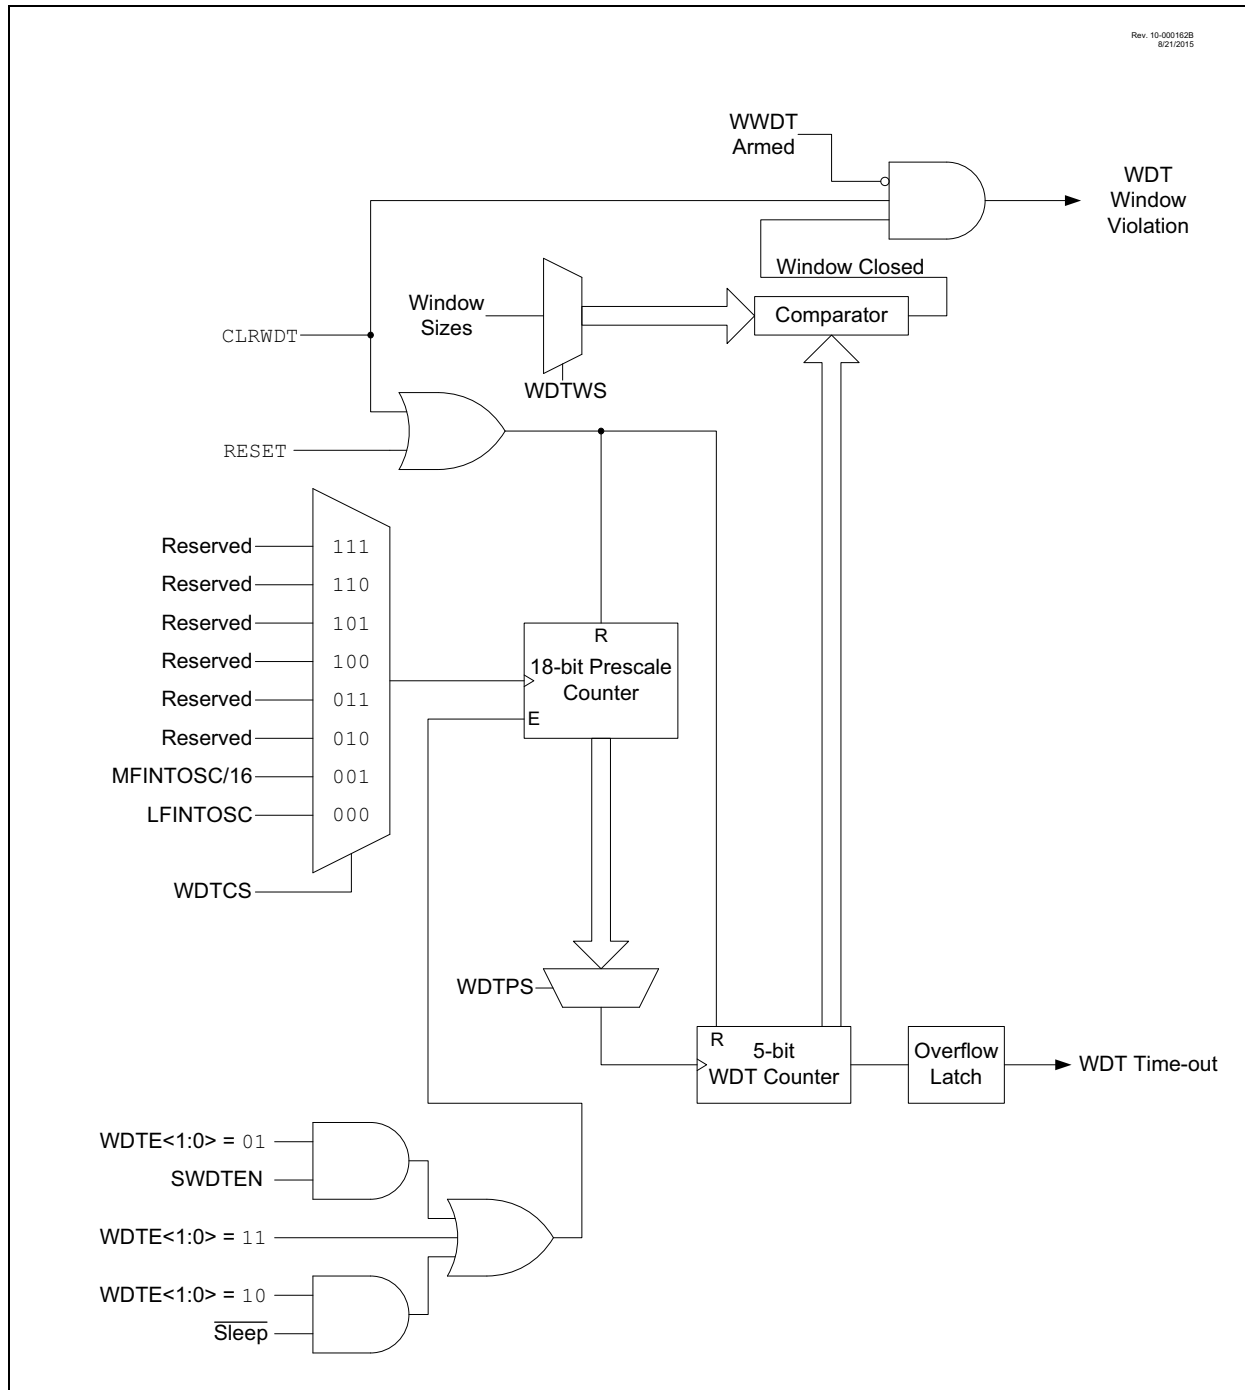 Rev. 10-000162B
8/21/2015
WWDT
Armed
WDT
Window
Violation
Window Closed
Window
Sizes
Comparator
CLRWDT
WDTWS
RESET
Reserved 111
Reserved 110
Reserved 101
Reserved 100
Reserved 011
Reserved 010
MFINTOSC/16 001
LFINTOSC 000
WDTCS
R
18-bit Prescale
Counter
E
WDTPS
R
5-bit
WDT Counter
Overflow
Latch
WDT Time-out
WDTE<1:0> = 01
SWDTEN
WDTE<1:0> = 11
WDTE<1:0> = 10
Sleep